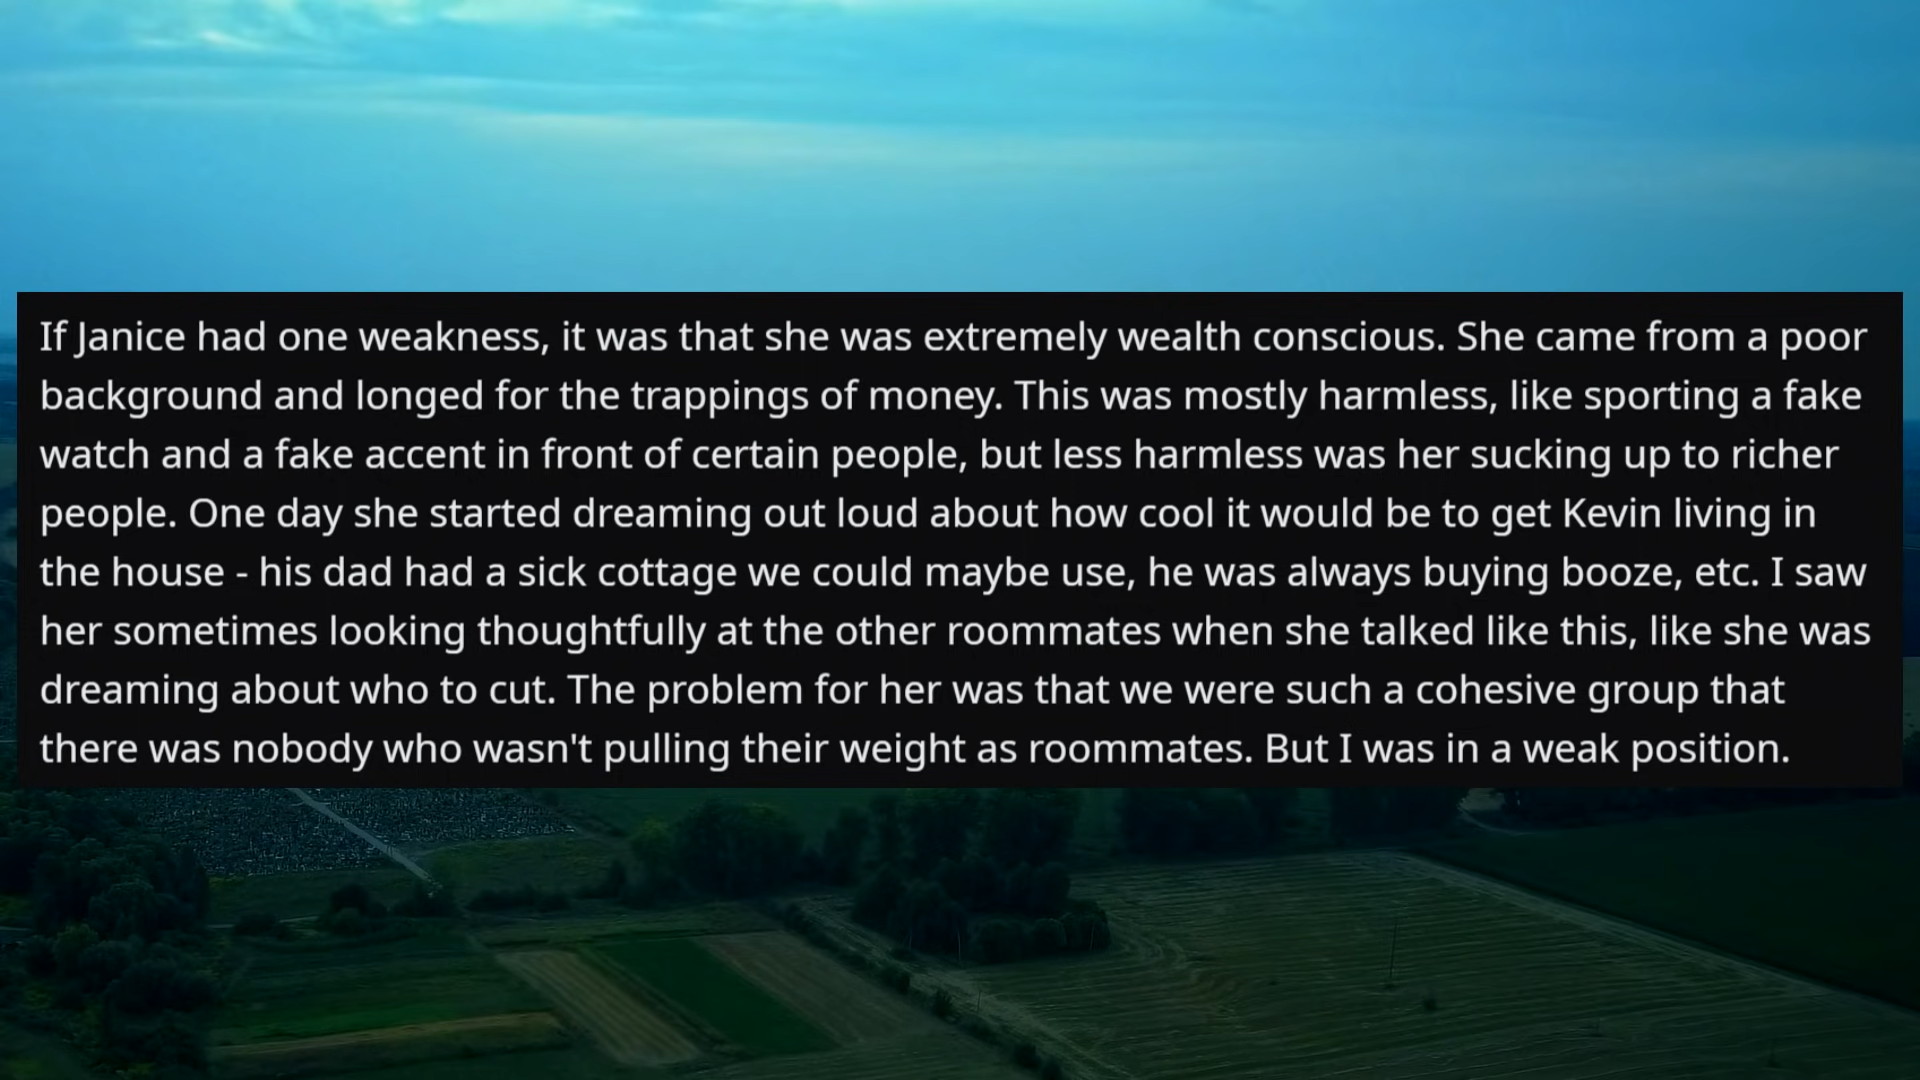 If Janice had one weakness, it was that she was extremely wealth conscious. She came from a poor
background and longed for the trappings of money. This was mostly harmless, like sporting a fake
watch and a fake accent in front of certain people, but less harmless was her sucking up to richer
people. One day she started dreaming out loud about how cool it would be to get Kevin living in
the house - his dad had a sick cottage we could maybe use, he was always buying booze, etc. I saw
her sometimes looking thoughtfully at the other roommates when she talked like this, like she was
dreaming about who to cut. The problem for her was that we were such a cohesive group that
there was nobody who wasn't pulling their weight as roommates. But I was in a weak position.